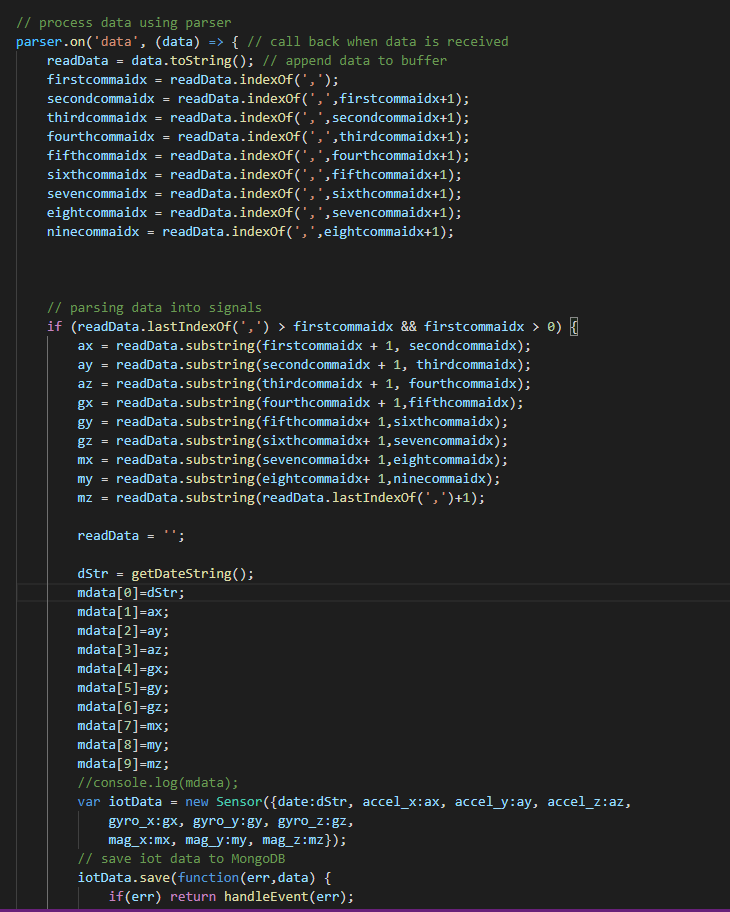 // process data using parser
parser.on('data', (data) => { // call back when data is received
    readData = data.toString(); // append data to buffer
    firstcommaidx = readData.indexOf(',');
    secondcommaidx = readData.indexOf(',',firstcommaidx+1);
    thirdcommaidx = readData.indexOf(',',secondcommaidx+1);
    fourthcommaidx = readData.indexOf(',',thirdcommaidx+1);
    fifthcommaidx = readData.indexOf(',',fourthcommaidx+1);
    sixthcommaidx = readData.indexOf(',',fifthcommaidx+1);
    sevencommaidx = readData.indexOf(',',sixthcommaidx+1);
    eightcommaidx = readData.indexOf(',',sevencommaidx+1);
    ninecommaidx = readData.indexOf(',',eightcommaidx+1);
    // parsing data into signals
    if (readData.lastIndexOf(',') > firstcommaidx && firstcommaidx > 0) {
        ax = readData.substring(firstcommaidx + 1, secondcommaidx);
        ay = readData.substring(secondcommaidx + 1, thirdcommaidx);
        az = readData.substring(thirdcommaidx + 1, fourthcommaidx);
        gx = readData.substring(fourthcommaidx + 1,fifthcommaidx);
        gy = readData.substring(fifthcommaidx+ 1,sixthcommaidx);
        gz = readData.substring(sixthcommaidx+ 1,sevencommaidx);
        mx = readData.substring(sevencommaidx+ 1,eightcommaidx);
        my = readData.substring(eightcommaidx+ 1,ninecommaidx);
        mz = readData.substring(readData.lastIndexOf(',')+1);
        readData = '';
        dStr = getDateString();
        mdata[0]=dStr;
        mdata[1]=ax;
        mdata[2]=ay;
        mdata[3]=az;
        mdata[4]=gx;
        mdata[5]=gy;
        mdata[6]=gz;
        mdata[7]=mx;
        mdata[8]=my;
        mdata[9]=mz;
        //console.log(mdata);
        var iotData = new Sensor({date:dStr, accel_x:ax, accel_y:ay, accel_z:az,
            gyro_x:gx, gyro_y:gy, gyro_z:gz,
            mag_x:mx, mag_y:my, mag_z:mz});
        // save iot data to MongoDB
        iotData.save(function(err,data) {
            if(err) return handleEvent(err);